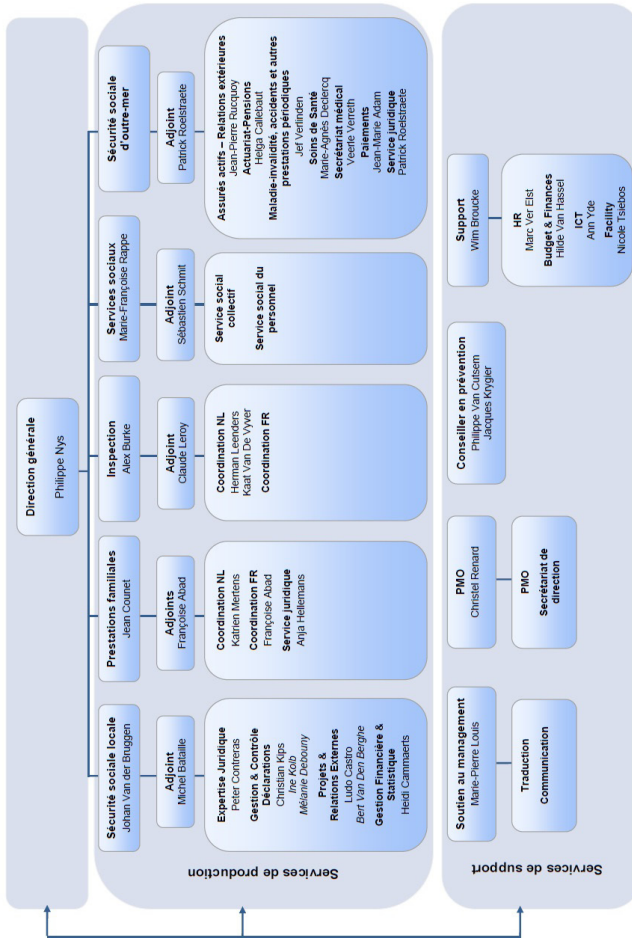 Direction générale
Philippe Nys
Services de production
Sécurité sociale locale
Johan Van der Bruggen
Adjoint
Michel Bataille
Expertise Juridique
Peter Contreras
Gestion & Contrôle
Déclarations
Christian Kips
Ine Kolb
Mélanie Debouny
Projets &
Relations Externes
Ludo Castro
Bert Van Den Berghe
Gestion Financière &
Statistique
Heidi Cammaerts
Prestations familiales
Jean Counet
Adjoints
Françoise Abad
Coordination NL
Katrien Mertens
Coordination FR
Françoise Abad
Service juridique
Anja Hellemans
Inspection
Alex Burke
Adjoint
Claude Leroy
Coordination NL
Herman Leenders
Kaat Van De Vyver
Coordination FR
Services sociaux
Marie-Françoise Rappe
Adjoint
Sébastien Schmit
Service social
collectif
Service social du
personnel
Sécurité sociale
d'outre-mer
Adjoint
Patrick Roelstraete
Assurés actifs – Relations extérieures
Jean-Pierre Rucquoy
Actuariat-Pensions
Helga Callebaut
Maladie-invalidité, accidents et autres
prestations périodiques
Jef Verlinden
Soins de Santé
Marie-Agnès Declercq
Secrétariat médical
Veerle Verreth
Paiements
Jean-Marie Adam
Service juridique
Patrick Roelstraete
Services de support
Soutien au management
Marie-Pierre Louis
Traduction
Communication
PMO
Christel Renard
PMO
Secrétariat de
direction
Conseiller en prévention
Philippe Van Cutsem
Jacques Krygier
Support
Wim Broucke
HR
Marc Ver Elst
Budget & Finances
Hilde Van Hassel
ICT
Ann Yde
Facility
Nicole Tsiebos